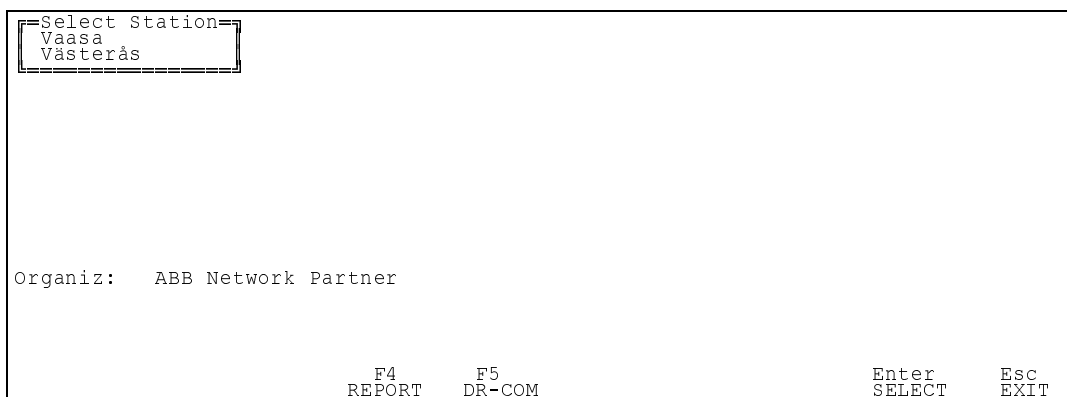 Select Station
Vaasa
Västerås
Organiz: ABB Network Partner
F4 F5 Enter Esc
REPORT DR-COM SELECT EXIT